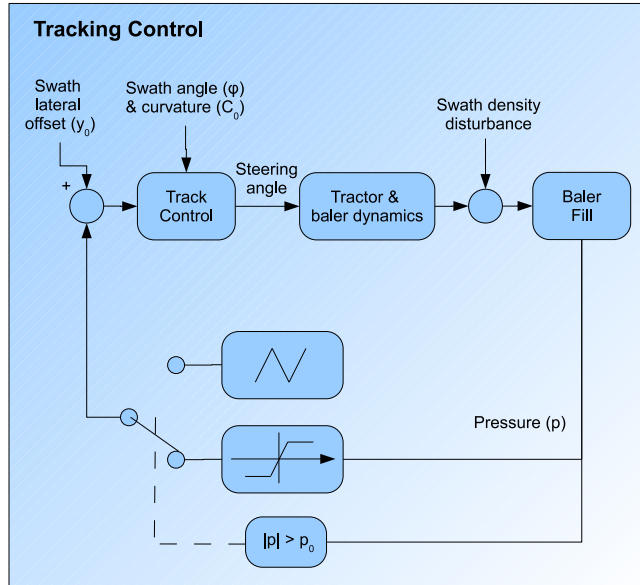 Tracking Control
Swath
lateral
offset (y₀)
Swath angle (φ)
& curvature (C₀)
Swath density
disturbance
+
Track
Control
Steering
angle
Tractor &
baler dynamics
Baler
Fill
Pressure (p)
|p| > p₀